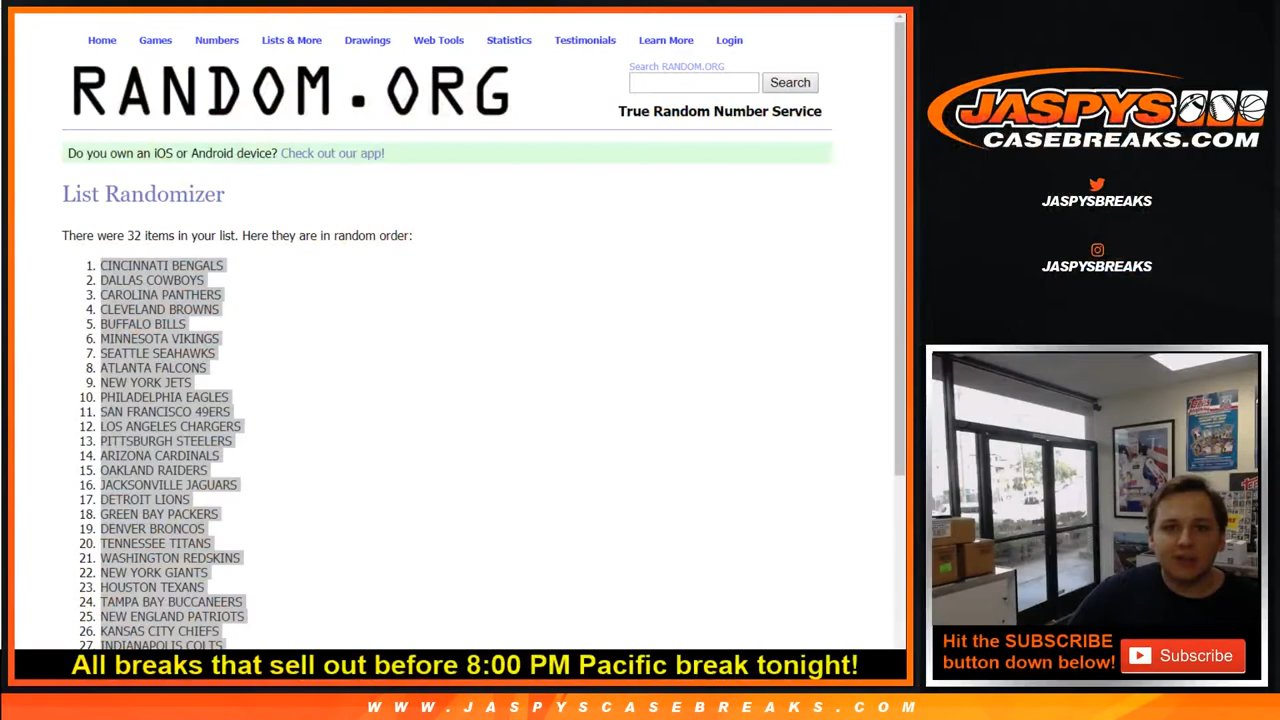 Home Games Numbers Lists & More Drawings Web Tools Statistics Testimonials Learn More Login
RANDOM.ORG
Search RANDOM.ORG
Search
True Random Number Service
Do you own an iOS or Android device? Check out our app!
List Randomizer
There were 32 items in your list. Here they are in random order:
1. CINCINNATI BENGALS
2. DALLAS COWBOYS
3. CAROLINA PANTHERS
4. CLEVELAND BROWNS
5. BUFFALO BILLS
6. MINNESOTA VIKINGS
7. SEATTLE SEAHAWKS
8. ATLANTA FALCONS
9. NEW YORK JETS
10. PHILADELPHIA EAGLES
11. SAN FRANCISCO 49ERS
12. LOS ANGELES CHARGERS
13. PITTSBURGH STEELERS
14. ARIZONA CARDINALS
15. OAKLAND RAIDERS
16. JACKSONVILLE JAGUARS
17. DETROIT LIONS
18. GREEN BAY PACKERS
19. DENVER BRONCOS
20. TENNESSEE TITANS
21. WASHINGTON REDSKINS
22. NEW YORK GIANTS
23. HOUSTON TEXANS
24. TAMPA BAY BUCCANEERS
25. NEW ENGLAND PATRIOTS
26. KANSAS CITY CHIEFS
27. INDIANAPOLIS COLTS
All breaks that sell out before 8:00 PM Pacific break tonight!
WWW.JASPYSCASEBREAKS.COM
JASPYS
CASEBREAKS.COM
JASPYSBREAKS
JASPYSBREAKS
Topps
Hit the SUBSCRIBE
button down below!
Subscribe